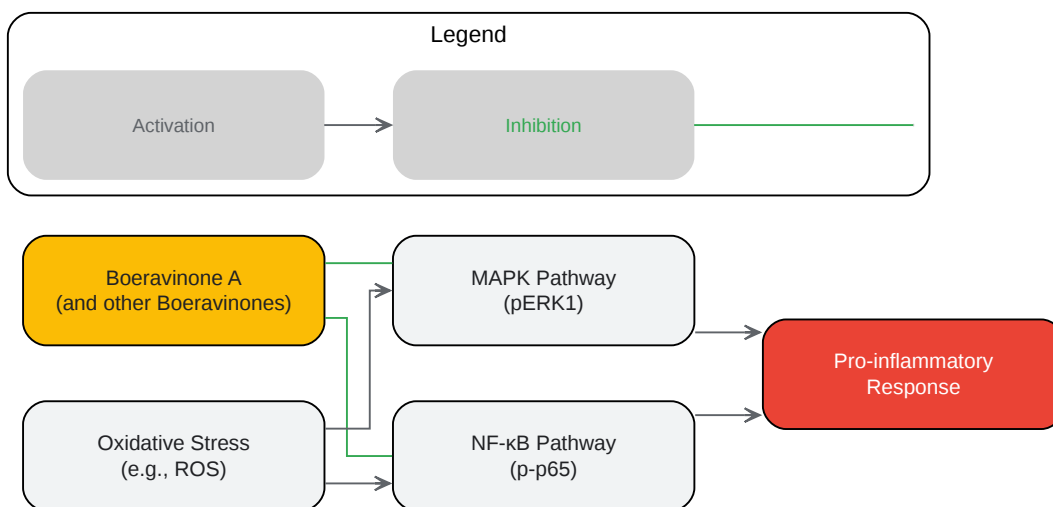 Legend
Activation
Inhibition
Boeravinone A
(and other Boeravinones)
MAPK Pathway
(pERK1)
Pro-inflammatory
Response
Oxidative Stress
(e.g., ROS)
NF-κB Pathway
(p-p65)